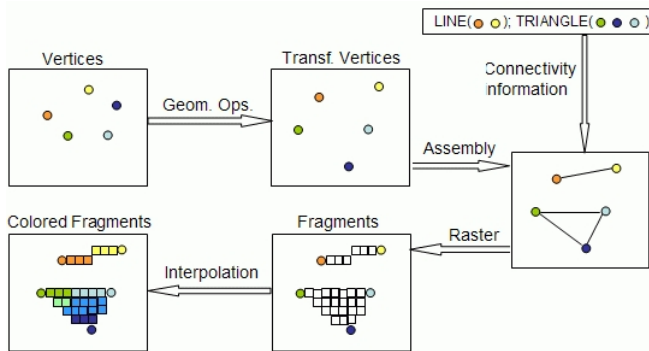 LINE( ); TRIANGLE( )
Vertices
Transf. Vertices
Connectivity
information
Geom. Ops.
Assembly
Colored Fragments
Fragments
Raster
Interpolation